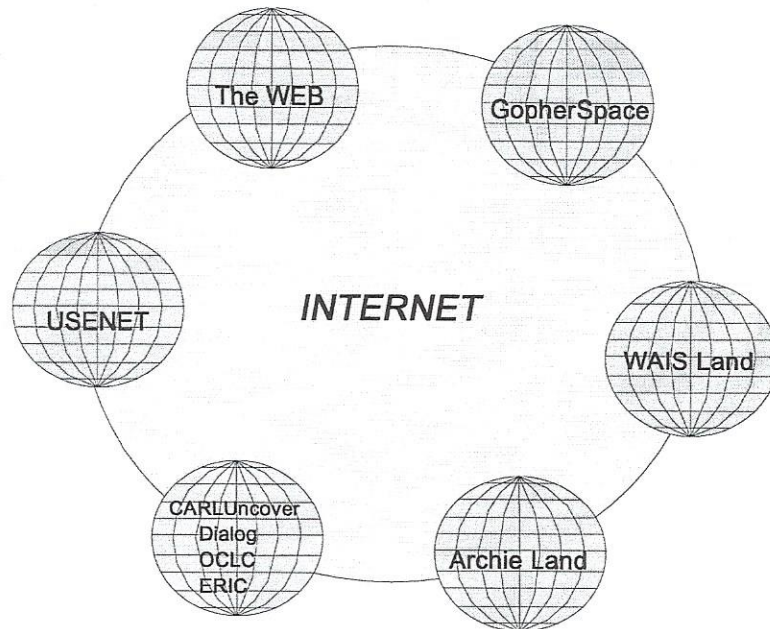 The WEB
GopherSpace
USENET
INTERNET
WAIS Land
CARLUncover
Dialog
OCLC
ERIC
Archie Land